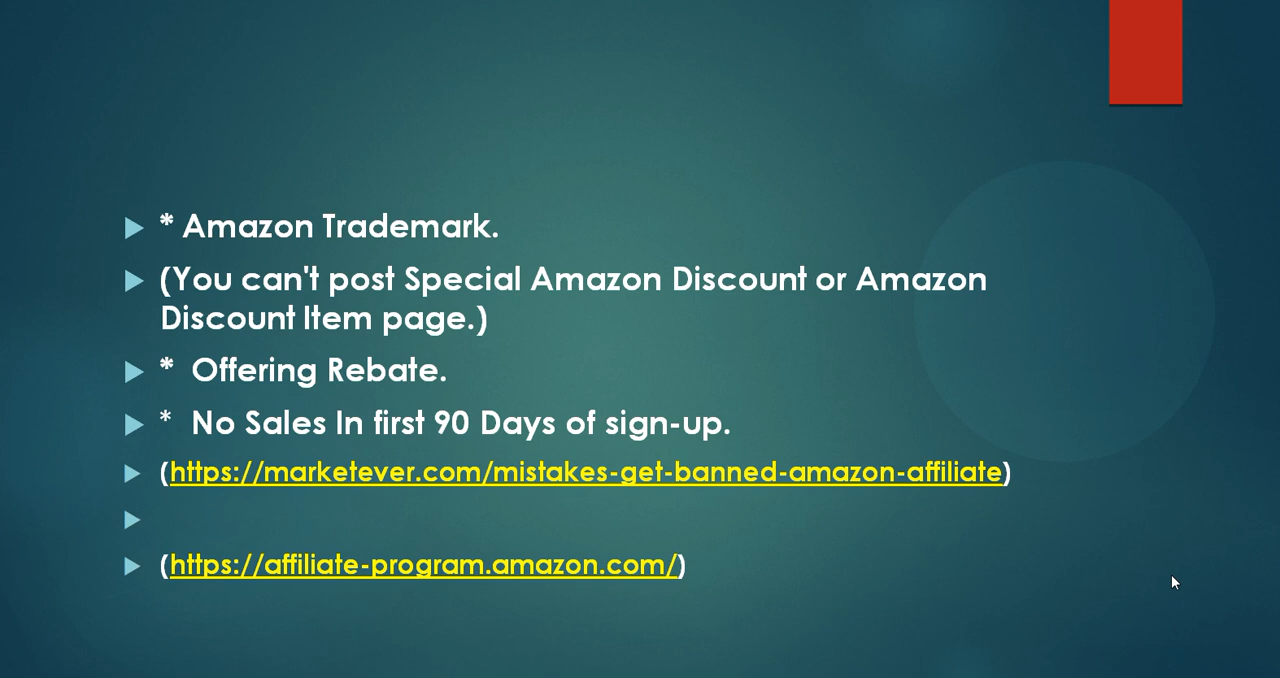 * Amazon Trademark.
(You can't post Special Amazon Discount or Amazon
Discount Item page.)
*  Offering Rebate.
*  No Sales In first 90 Days of sign-up.
(https://marketever.com/mistakes-get-banned-amazon-affiliate)
(https://affiliate-program.amazon.com/)